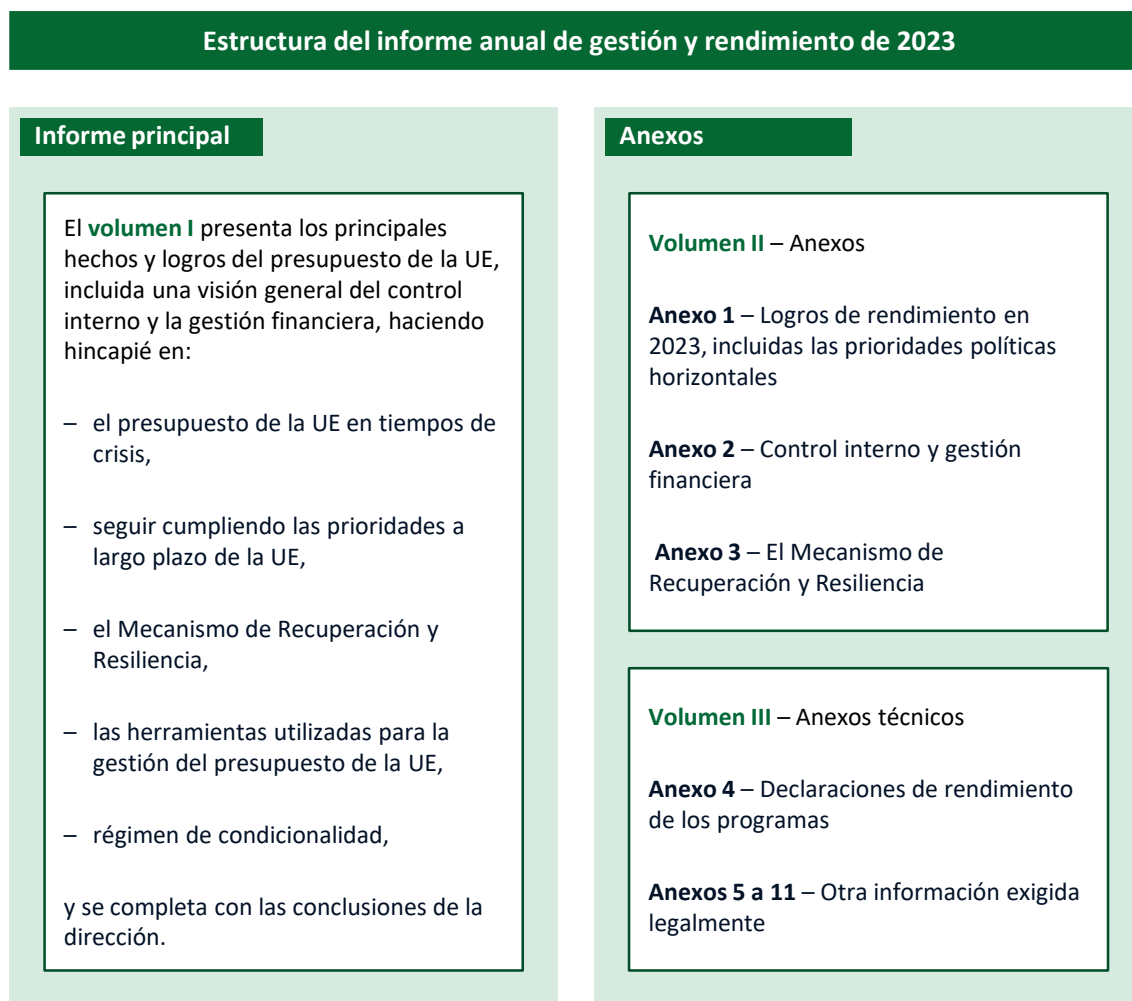 Estructura del informe anual de gestión y rendimiento de 2023
Informe principal
El volumen I presenta los principales
hechos y logros del presupuesto de la UE,
incluida una visión general del control
interno y la gestión financiera, haciendo
hincapié en:
– el presupuesto de la UE en tiempos de
crisis,
– seguir cumpliendo las prioridades a
largo plazo de la UE,
– el Mecanismo de Recuperación y
Resiliencia,
– las herramientas utilizadas para la
gestión del presupuesto de la UE,
– régimen de condicionalidad,
y se completa con las conclusiones de la
dirección.
Anexos
Volumen II – Anexos
Anexo 1 – Logros de rendimiento en
2023, incluidas las prioridades políticas
horizontales
Anexo 2 – Control interno y gestión
financiera
Anexo 3 – El Mecanismo de
Recuperación y Resiliencia
Volumen III – Anexos técnicos
Anexo 4 – Declaraciones de rendimiento
de los programas
Anexos 5 a 11 – Otra información exigida
legalmente